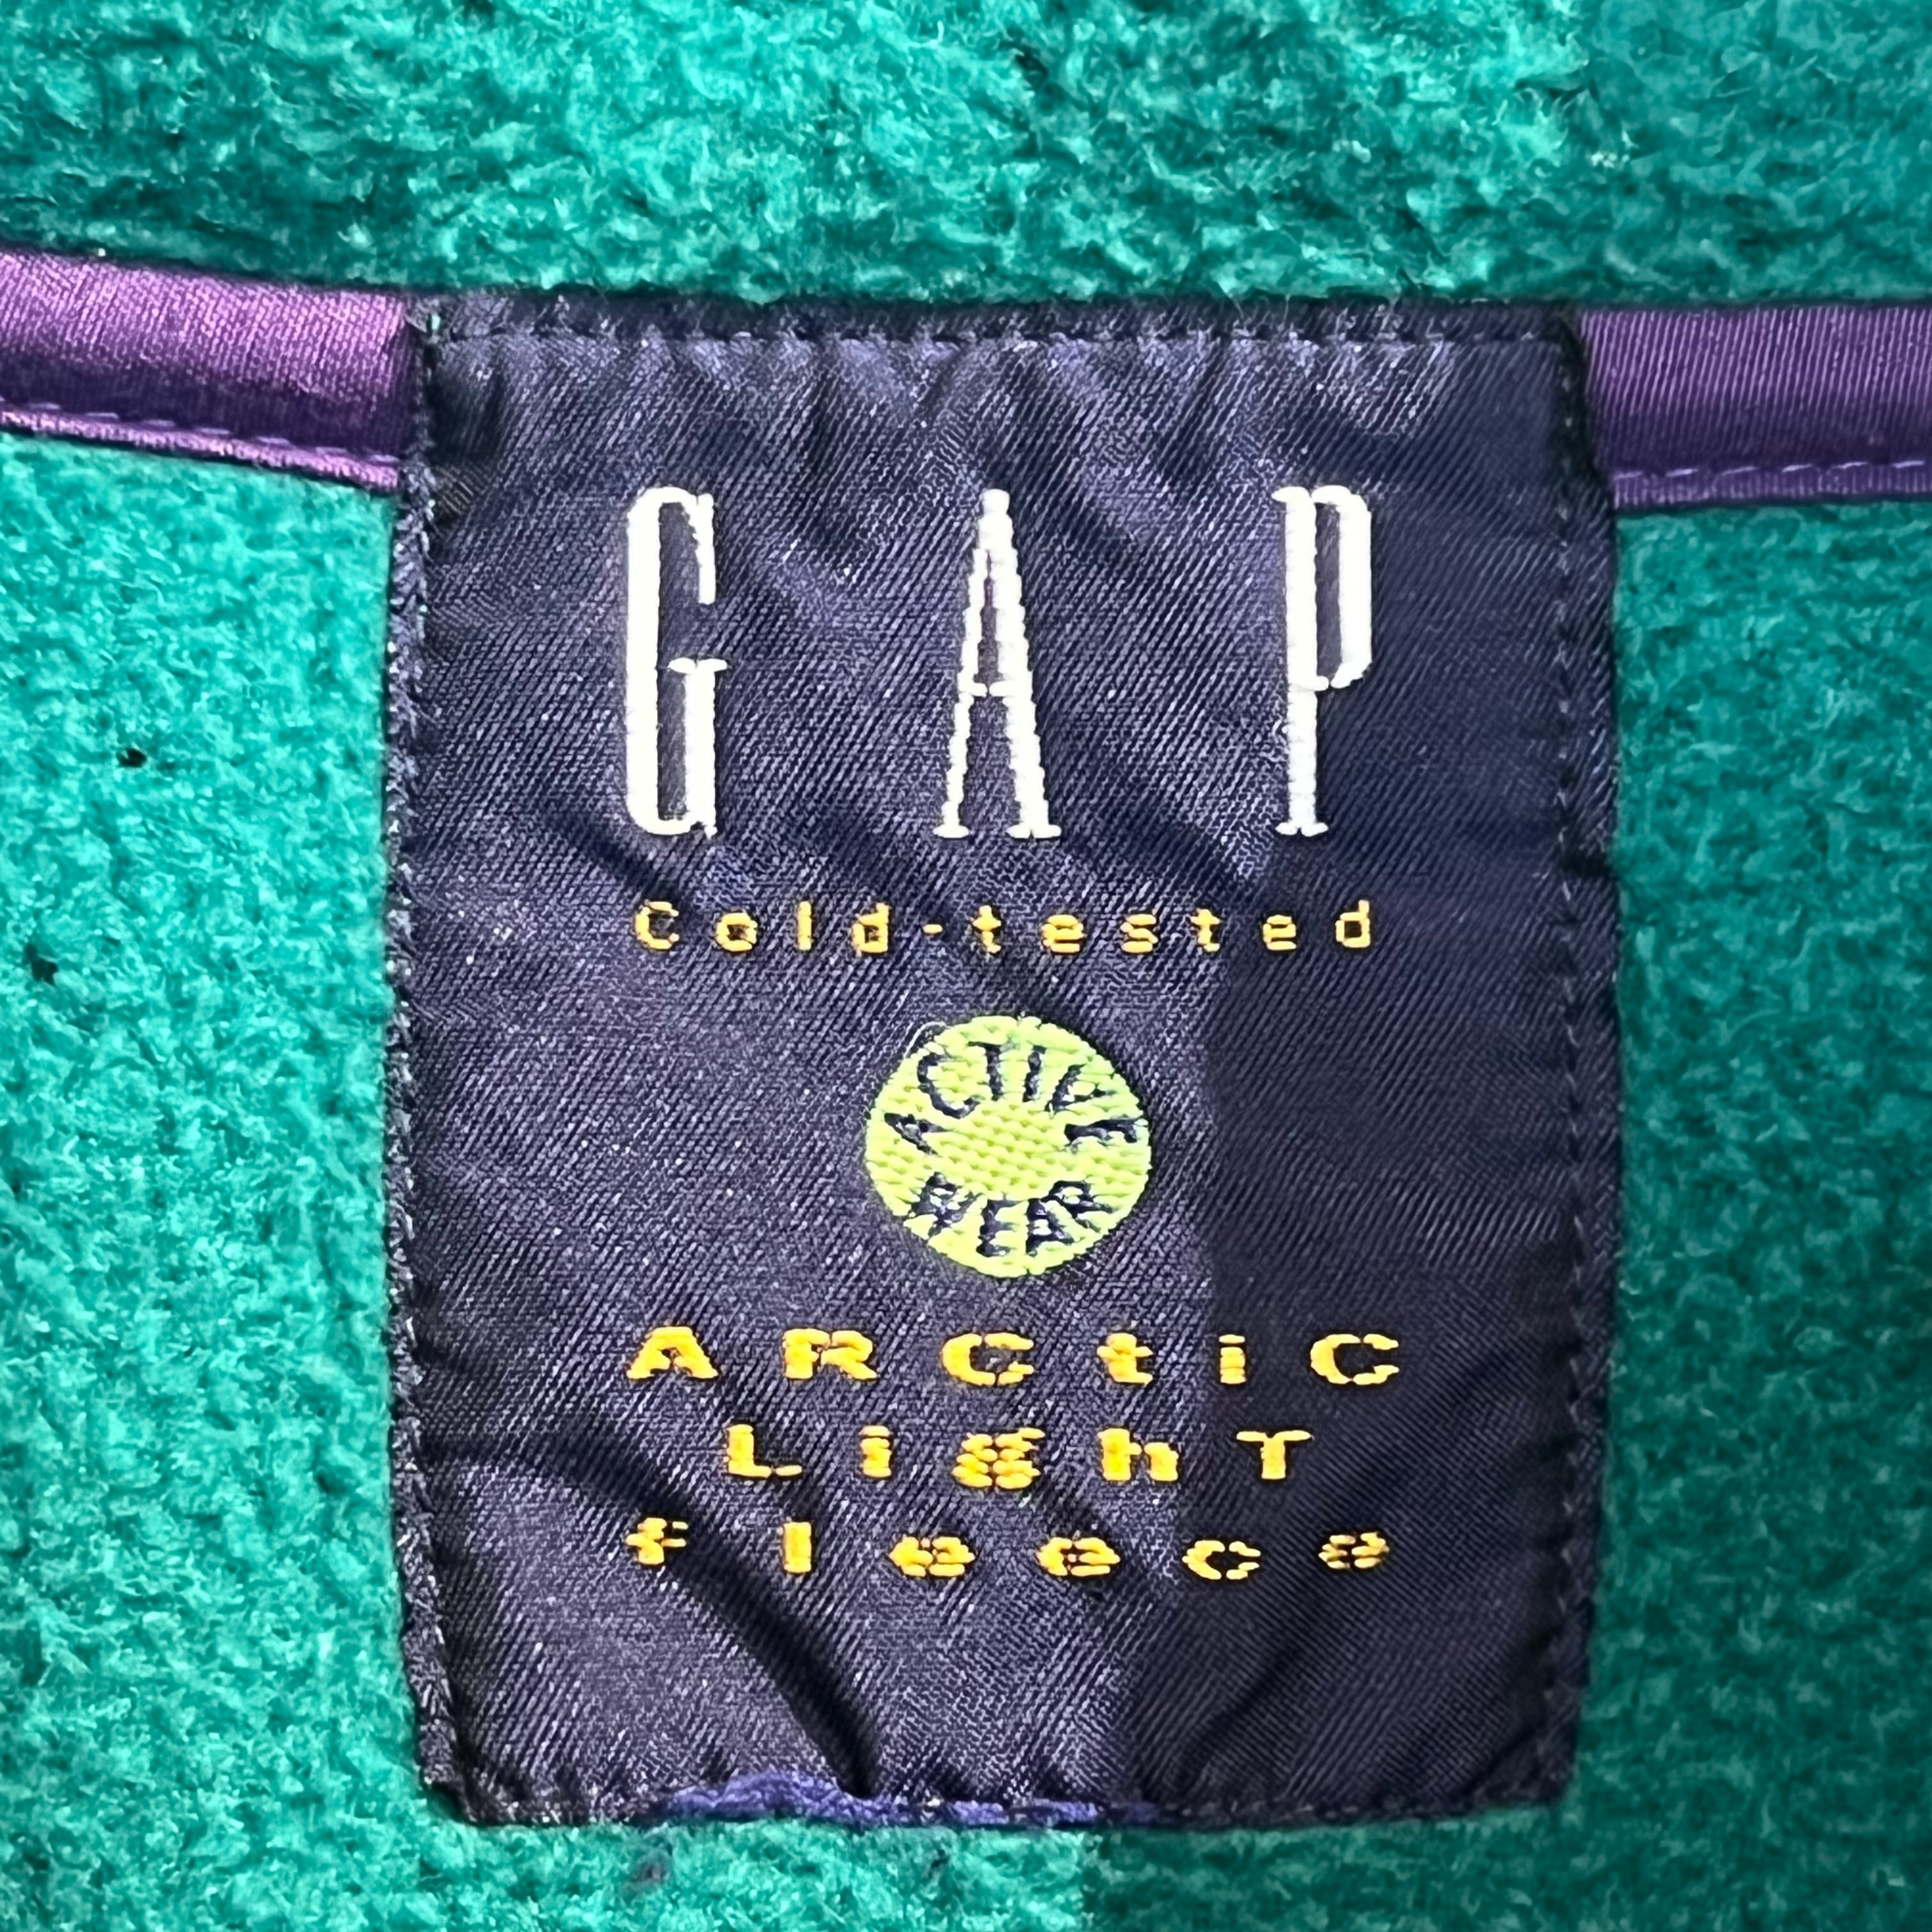 GAP
Cold-tested
ACTIVE
WEAR
ARCtiC
LighT
fleece